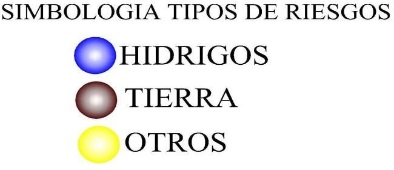 SIMBOLOGIA TIPOS DE RIESGOS
HIDRIGOS
TIERRA
OTROS